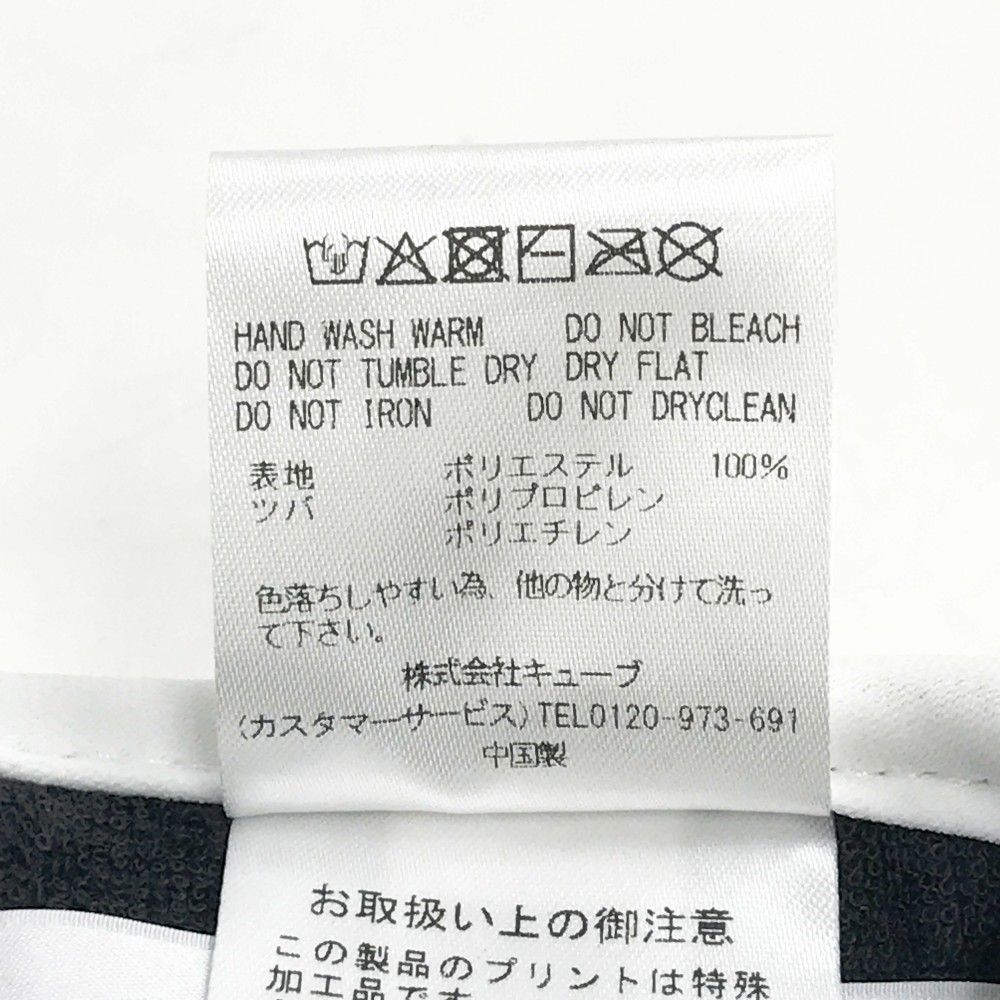 HAND WASH WARM DO NOT BLEACH
DO NOT TUMBLE DRY DRY FLAT
DO NOT IRON DO NOT DRYCLEAN
表地 ポリエステル 100%
ツバ ポリプロピレン
ポリエチレン
色落ちしやすい為、他の物と分けて洗っ
て下さい。
株式会社キューブ
(カスタマーサービス)TEL0120-973-691
中国製
お取扱い上の御注意
この製品のプリントは特殊
加工品です